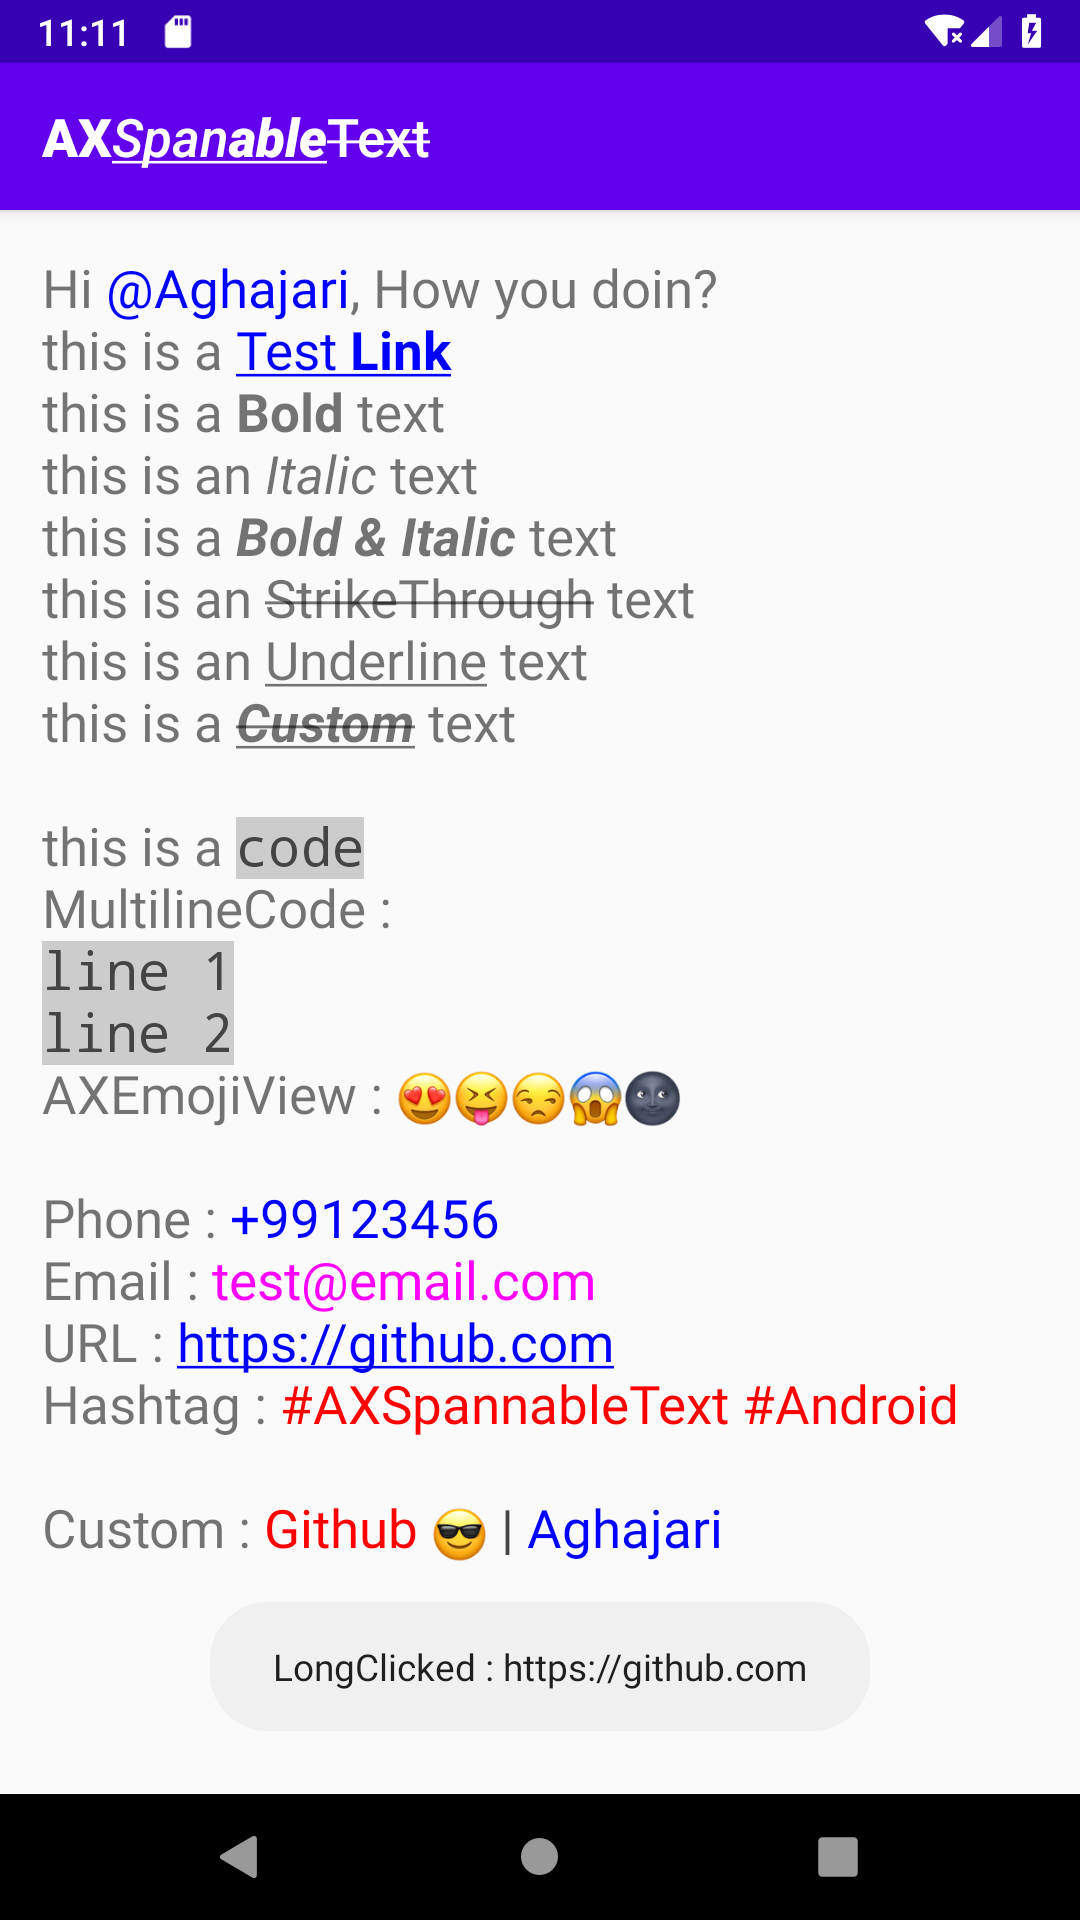 11:11
AXSpanableText
Hi @Aghajari, How you doin?
this is a Test Link
this is a Bold text
this is an Italic text
this is a Bold & Italic text
this is an StrikeThrough text
this is an Underline text
this is a Custom text
this is a code
MultilineCode :
line 1
line 2
AXEmojiView : 😍😝😒😱🌚
Phone : +99123456
Email : test@email.com
URL : https://github.com
Hashtag : #AXSpannableText #Android
Custom : Github 😎 | Aghajari
LongClicked : https://github.com